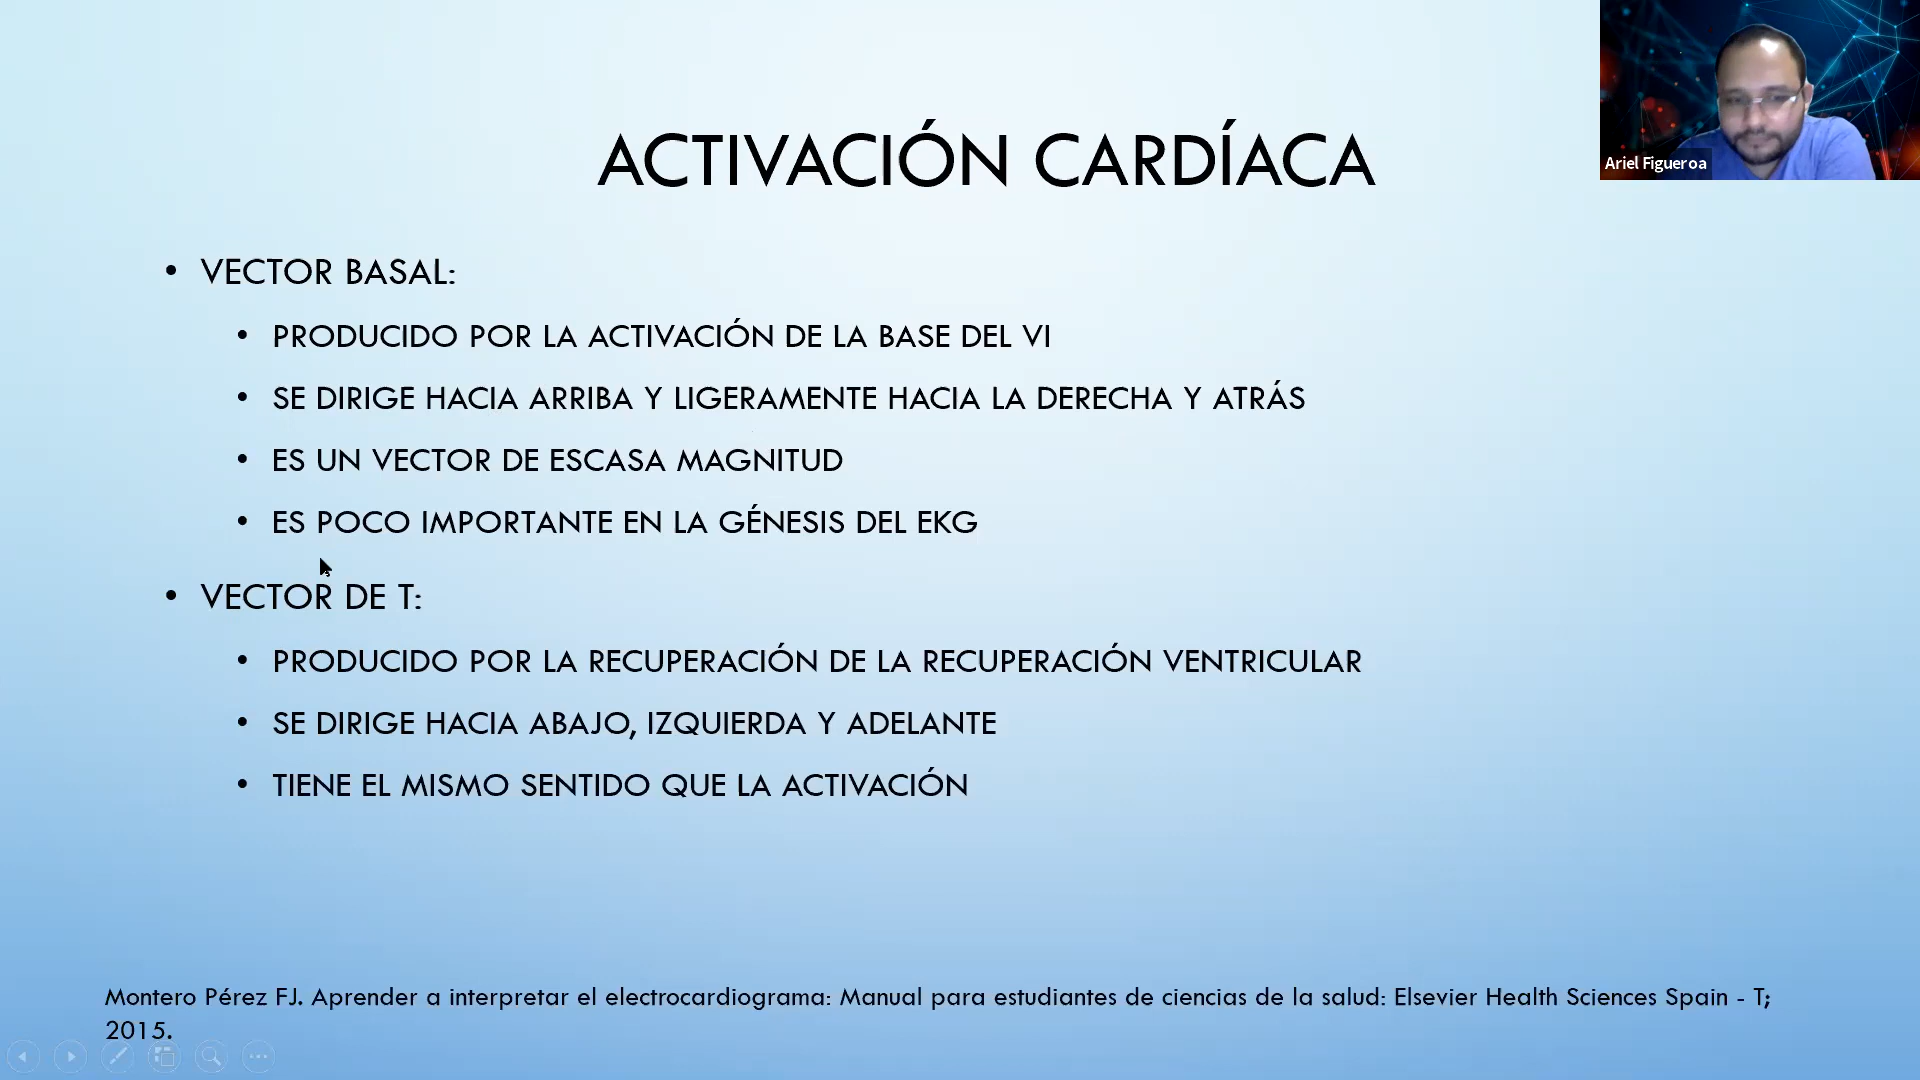 Ariel Figueroa
ACTIVACIÓN CARDÍACA
• VECTOR BASAL:
• PRODUCIDO POR LA ACTIVACIÓN DE LA BASE DEL VI
• SE DIRIGE HACIA ARRIBA Y LIGERAMENTE HACIA LA DERECHA Y ATRÁS
• ES UN VECTOR DE ESCASA MAGNITUD
• ES POCO IMPORTANTE EN LA GÉNESIS DEL EKG
• VECTOR DE T:
• PRODUCIDO POR LA RECUPERACIÓN DE LA RECUPERACIÓN VENTRICULAR
• SE DIRIGE HACIA ABAJO, IZQUIERDA Y ADELANTE
• TIENE EL MISMO SENTIDO QUE LA ACTIVACIÓN
Montero Pérez FJ. Aprender a interpretar el electrocardiograma: Manual para estudiantes de ciencias de la salud: Elsevier Health Sciences Spain - T;
2015.